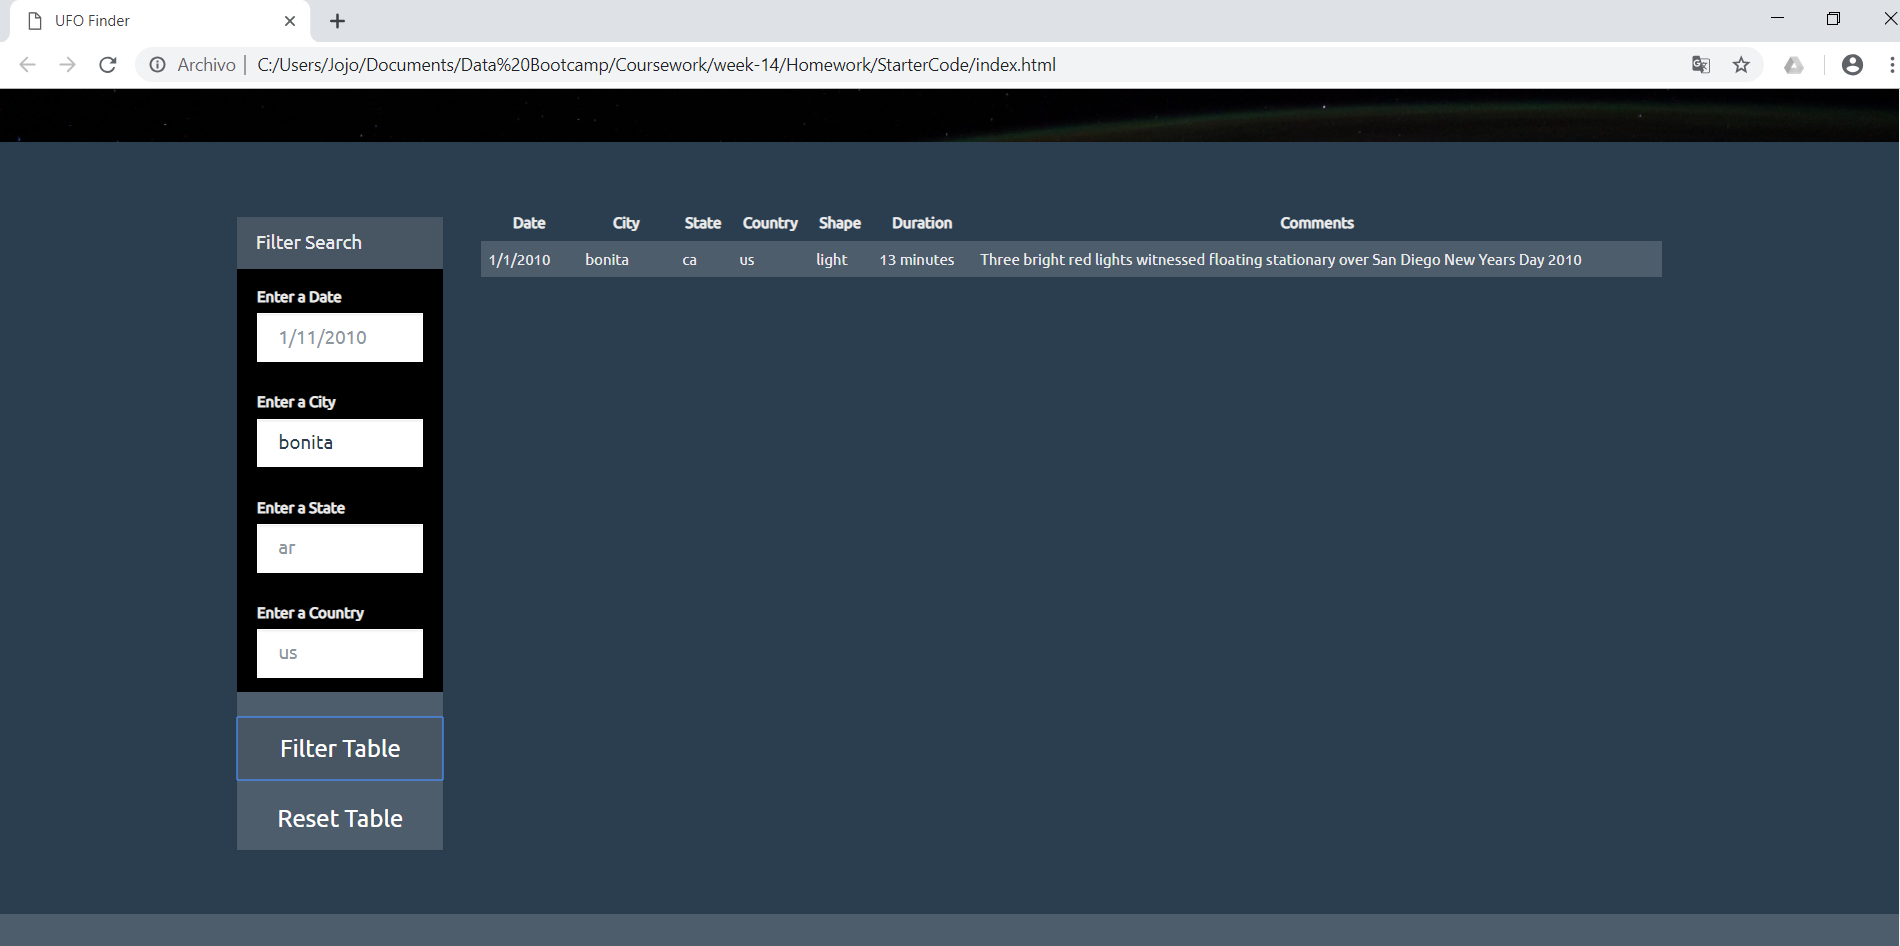 UFO Finder
Archivo | C:/Users/Jojo/Documents/Data%20Bootcamp/Coursework/week-14/Homework/StarterCode/index.html
Filter Search
Enter a Date
1/11/2010
Enter a City
bonita
Enter a State
ar
Enter a Country
us
Filter Table
Reset Table
Date City State Country Shape Duration Comments
1/1/2010 bonita ca us light 13 minutes Three bright red lights witnessed floating stationary over San Diego New Years Day 2010